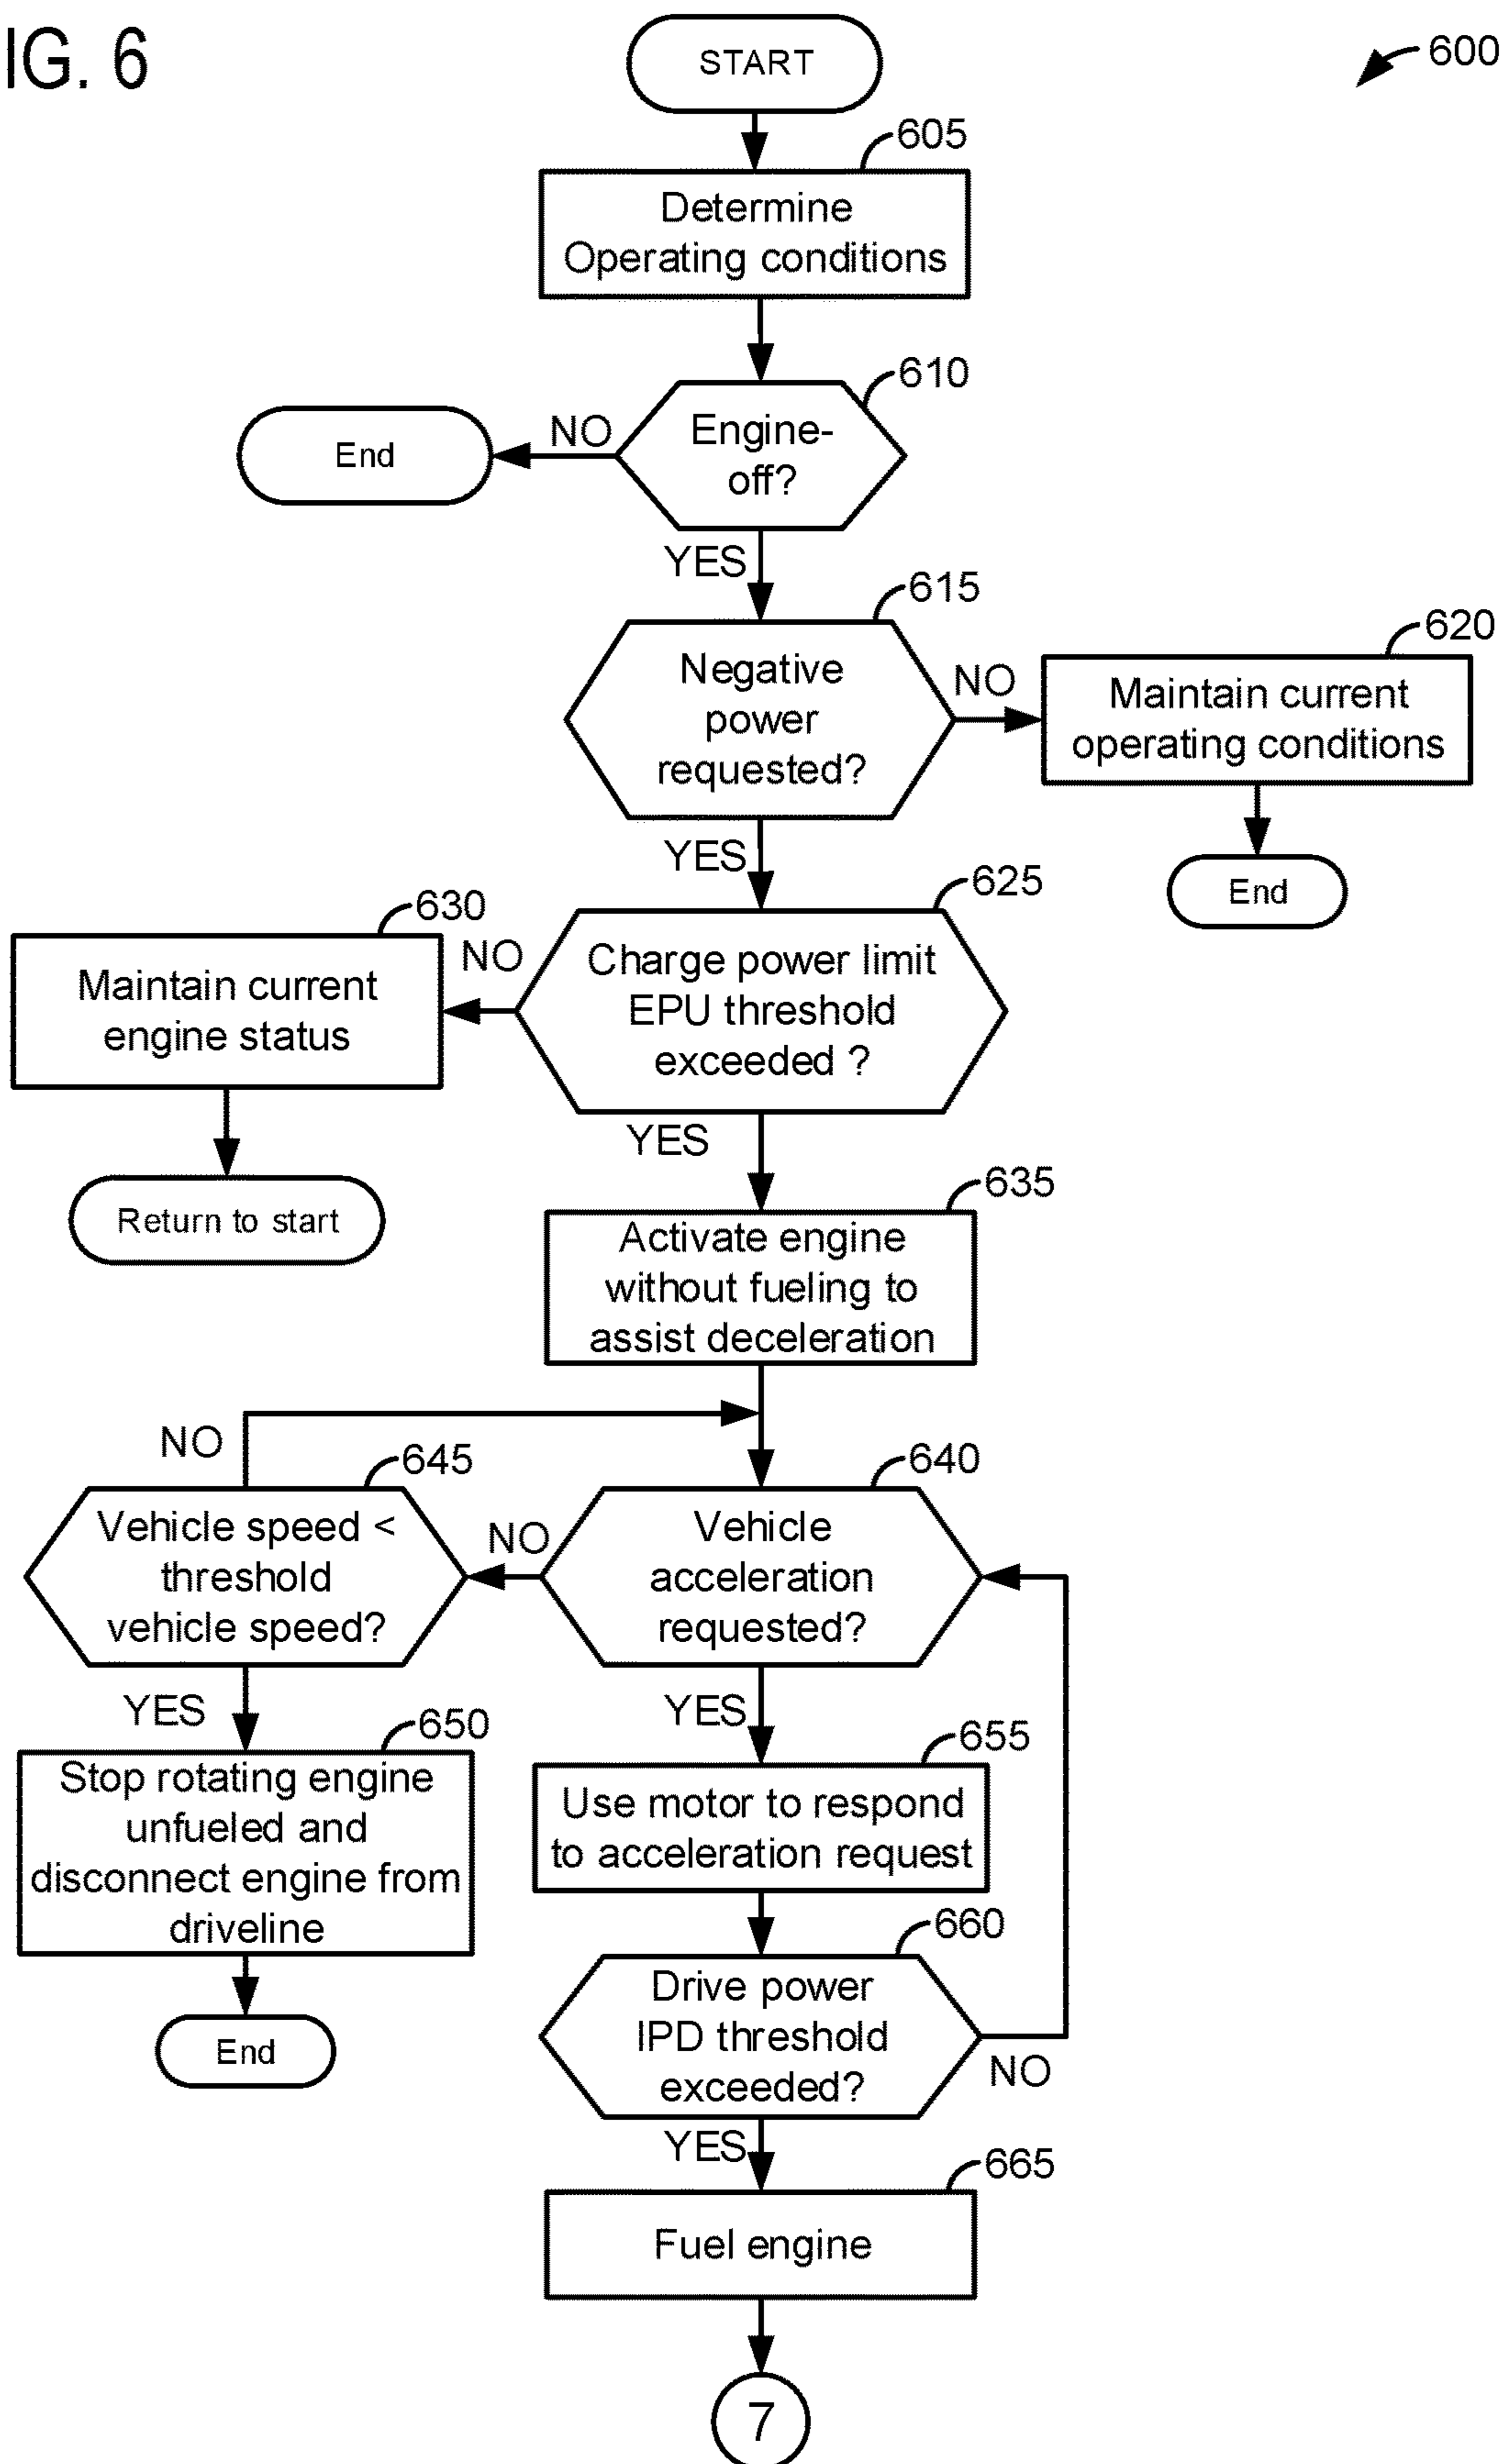 IG. 6
START
600
605
Determine
Operating conditions
610
Engine-
off?
NO
End
YES
615
Negative
power
requested?
NO
620
Maintain current
operating conditions
End
YES
625
Charge power limit
EPU threshold
exceeded ?
NO
630
Maintain current
engine status
Return to start
YES
635
Activate engine
without fueling to
assist deceleration
NO
645
Vehicle speed <
threshold
vehicle speed?
NO
640
Vehicle
acceleration
requested?
YES
650
Stop rotating engine
unfueled and
disconnect engine from
driveline
End
YES
655
Use motor to respond
to acceleration request
660
Drive power
IPD threshold
exceeded?
NO
YES
665
Fuel engine
7